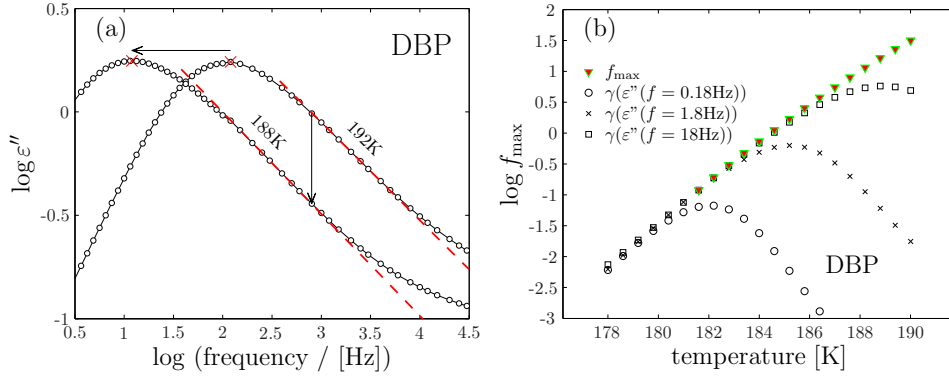 (a)
DBP
188K
192K
log ε″
0
-0.5
-1
0.5 1 1.5 2 2.5 3 3.5 4 4.5
log (frequency / [Hz)
(b)
f_max
γ(ε”(f = 0.18Hz))
γ(ε”(f = 1.8Hz))
γ(ε”(f = 18Hz))
DBP
log f_max
1.5
1
0.5
0
-0.5
-1
-1.5
-2
-2.5
-3
178 180 182 184 186 188 190
temperature [K]